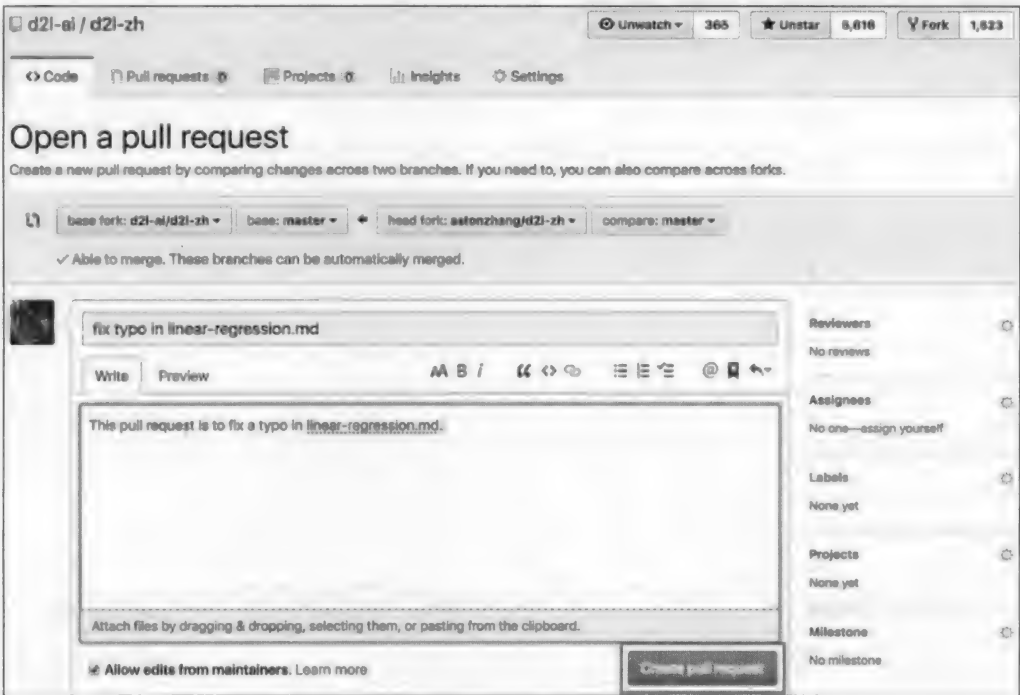 d2l-ai / d2l-zh
Unwatch 365 Unstar 5,616 Fork 1,523
Code Pull requests 0 Projects 0 Insights Settings
Open a pull request
Create a new pull request by comparing changes across two branches. If you need to, you can also compare across forks.
base fork: d2l-ai/d2l-zh base: master head fork: astonzhang/d2l-zh compare: master
Able to merge. These branches can be automatically merged.
fix typo in linear-regression.md
Write Preview
This pull request is to fix a typo in linear-regression.md.
Attach files by dragging & dropping, selecting them, or pasting from the clipboard.
Allow edits from maintainers. Learn more
Create pull request
Reviewers
No reviews
Assignees
No one—assign yourself
Labels
None yet
Projects
None yet
Milestone
No milestone